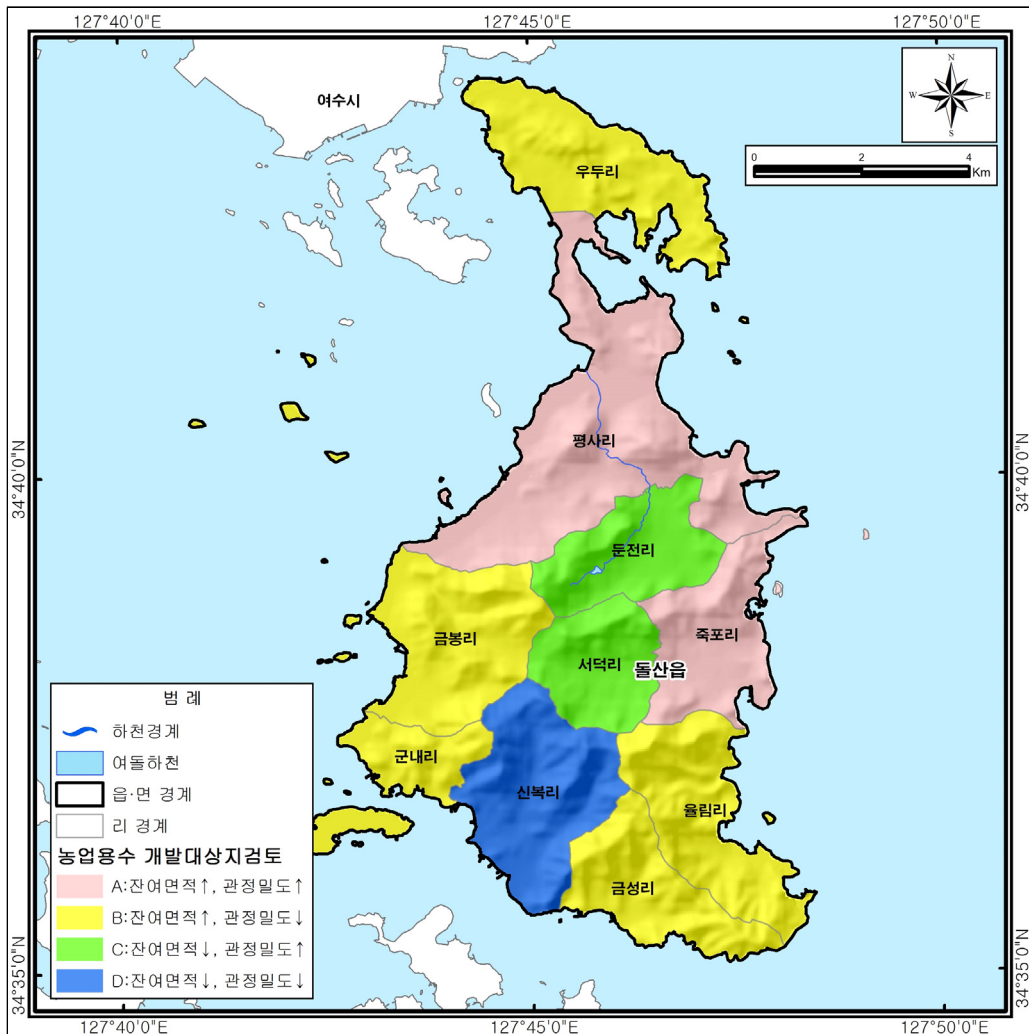 127°40'0"E
127°45'0"E
127°50'0"E
여수시
N
W
E
S
우두리
0
2
4
Km
평사리
34°40'0"N
34°40'0"N
둔전리
금봉리
죽포리
서덕리
돌산읍
범 례
하천경계
여돌하천
읍·면 경계
리 경계
농업용수 개발대상지검토
A:잔여면적↑, 관정밀도↑
B:잔여면적↑, 관정밀도↓
C:잔여면적↓, 관정밀도↑
D:잔여면적↓, 관정밀도↓
군내리
신복리
율림리
금성리
34°35'0"N
34°35'0"N
127°40'0"E
127°45'0"E
127°50'0"E